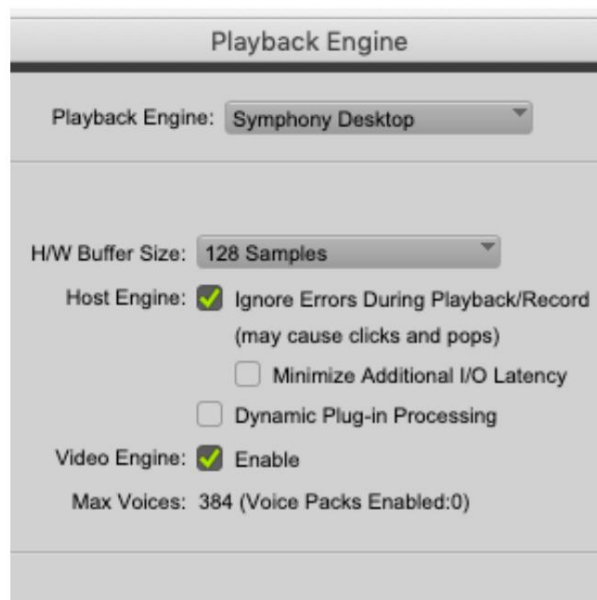 Playback Engine
Playback Engine: Symphony Desktop
H/W Buffer Size: 128 Samples
Host Engine: Ignore Errors During Playback/Record
(may cause clicks and pops)
Minimize Additional I/O Latency
Dynamic Plug-in Processing
Video Engine: Enable
Max Voices: 384 (Voice Packs Enabled:0)